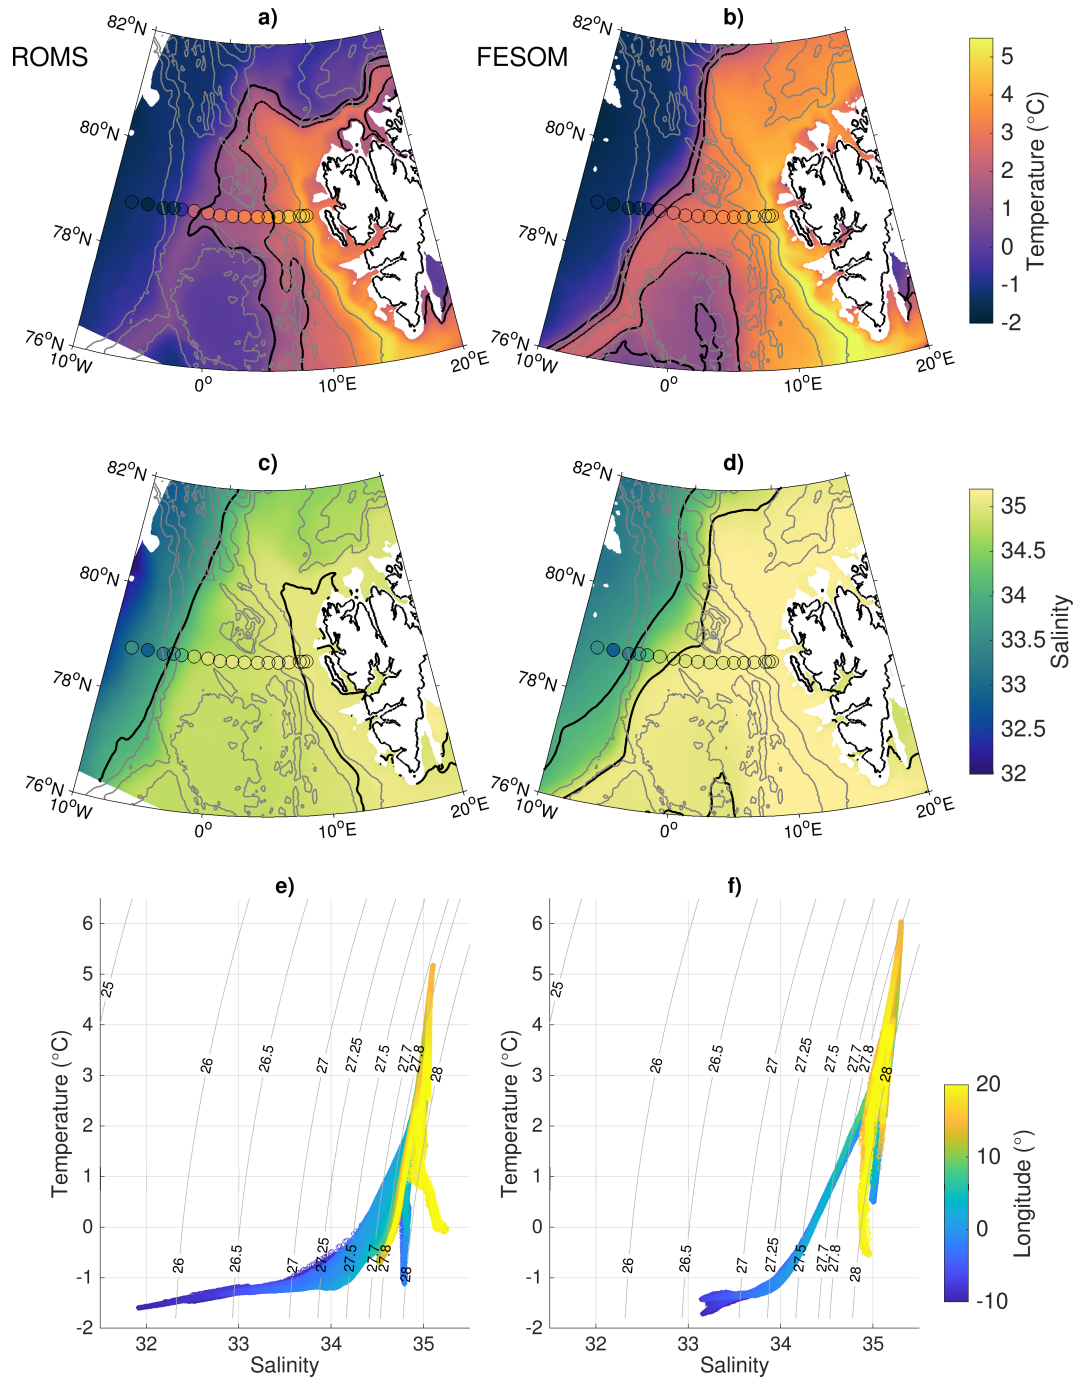 a)
b)
ROMS
FESOM
82°N
80°N
78°N
76°N
10°W
0°
10°E
20°E
82°N
80°N
78°N
76°N
10°W
0°
10°E
20°E
5
4
3
2
1
0
-1
-2
Temperature (°C)
c)
d)
82°N
80°N
78°N
76°N
10°W
0°
10°E
20°E
82°N
80°N
78°N
76°N
10°W
0°
10°E
20°E
35
34.5
34
33.5
33
32.5
32
Salinity
e)
f)
6
5
4
3
2
1
0
-1
-2
Temperature (°C)
25
26
26.5
27
27.25
27.5
27.7
27.8
28
26
26.5
27
27.25
27.5
27.7
27.8
28
32
33
34
35
Salinity
6
5
4
3
2
1
0
-1
-2
Temperature (°C)
25
26
26.5
27
27.25
27.5
27.7
27.8
28
26
26.5
27
27.25
27.5
27.7
27.8
28
32
33
34
35
Salinity
20
10
0
-10
Longitude (°)